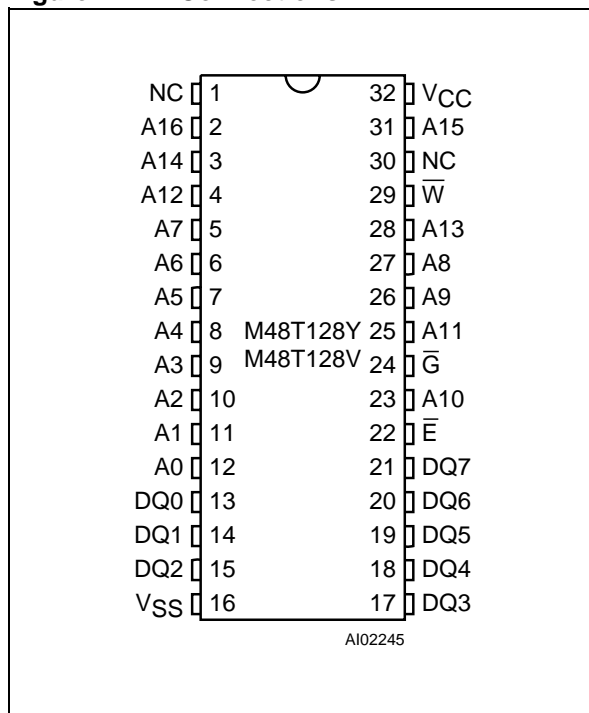 NC 1 32 VCC
A16 2 31 A15
A14 3 30 NC
A12 4 29 W̅
A7 5 28 A13
A6 6 27 A8
A5 7 26 A9
A4 8 M48T128Y 25 A11
A3 9 M48T128V 24 G̅
A2 10 23 A10
A1 11 22 E̅
A0 12 21 DQ7
DQ0 13 20 DQ6
DQ1 14 19 DQ5
DQ2 15 18 DQ4
VSS 16 17 DQ3
AI02245